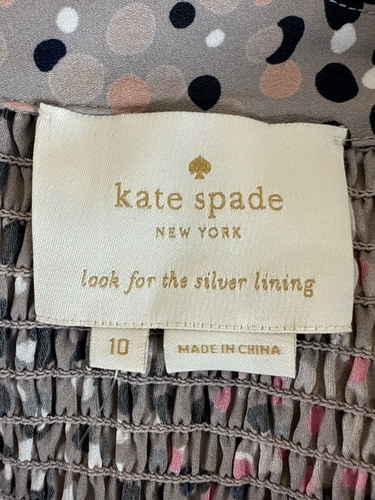 kate spade
NEW YORK
look for the silver lining
10
MADE IN CHINA